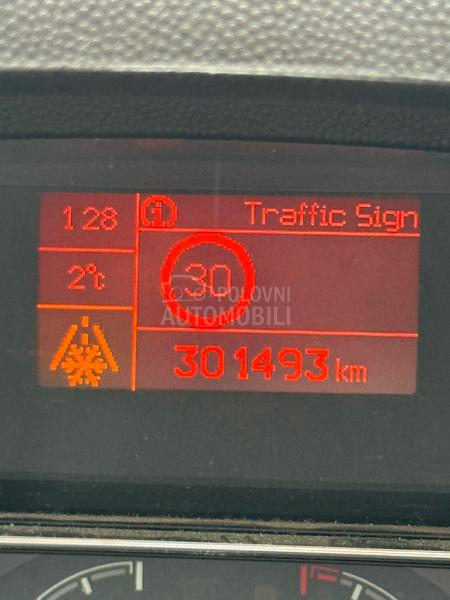 1 28
Traffic Sign
2°C
30
POLOVNI
AUTOMOBILI
301493 km